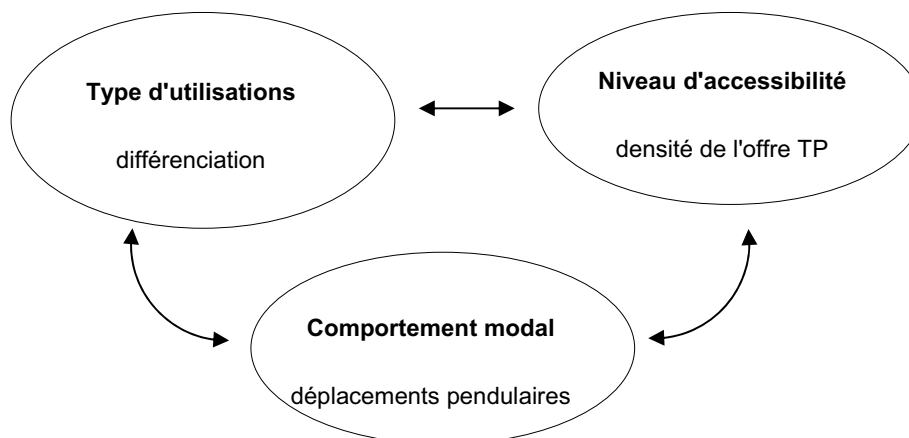 Type d'utilisations
différenciation
Niveau d'accessibilité
densité de l'offre TP
Comportement modal
déplacements pendulaires